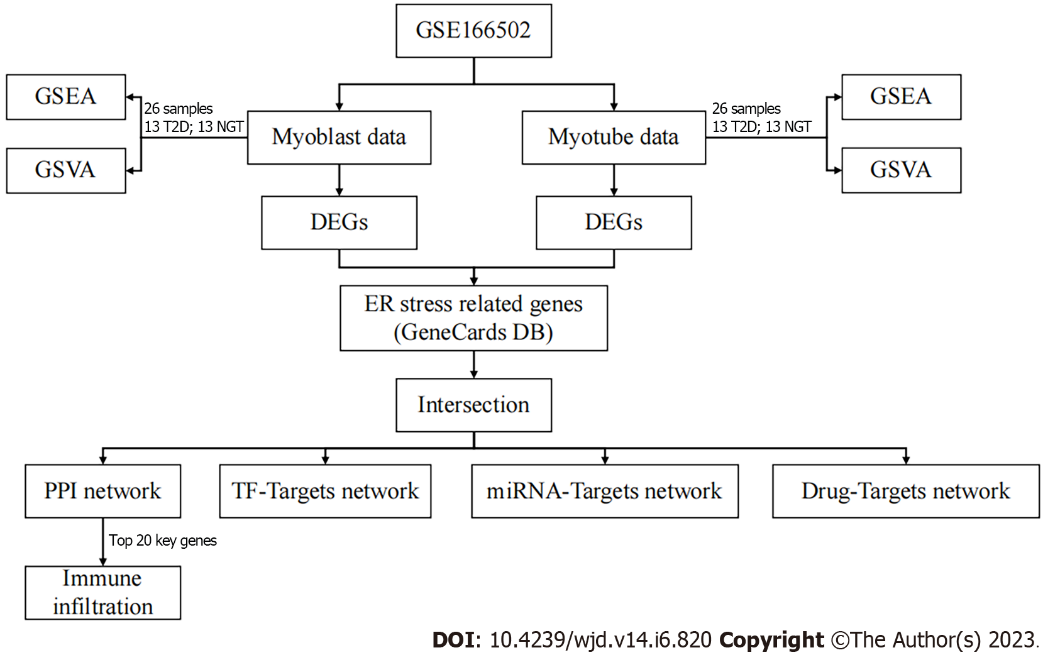 GSE166502
GSEA
26 samples
13 T2D; 13 NGT
GSVA
Myoblast data
Myotube data
26 samples
13 T2D; 13 NGT
GSEA
GSVA
DEGs
DEGs
ER stress related genes
(GeneCards DB)
Intersection
PPI network
TF-Targets network
miRNA-Targets network
Drug-Targets network
Top 20 key genes
Immune
infiltration
DOI: 10.4239/wjd.v14.i6.820 Copyright ©The Author(s) 2023.